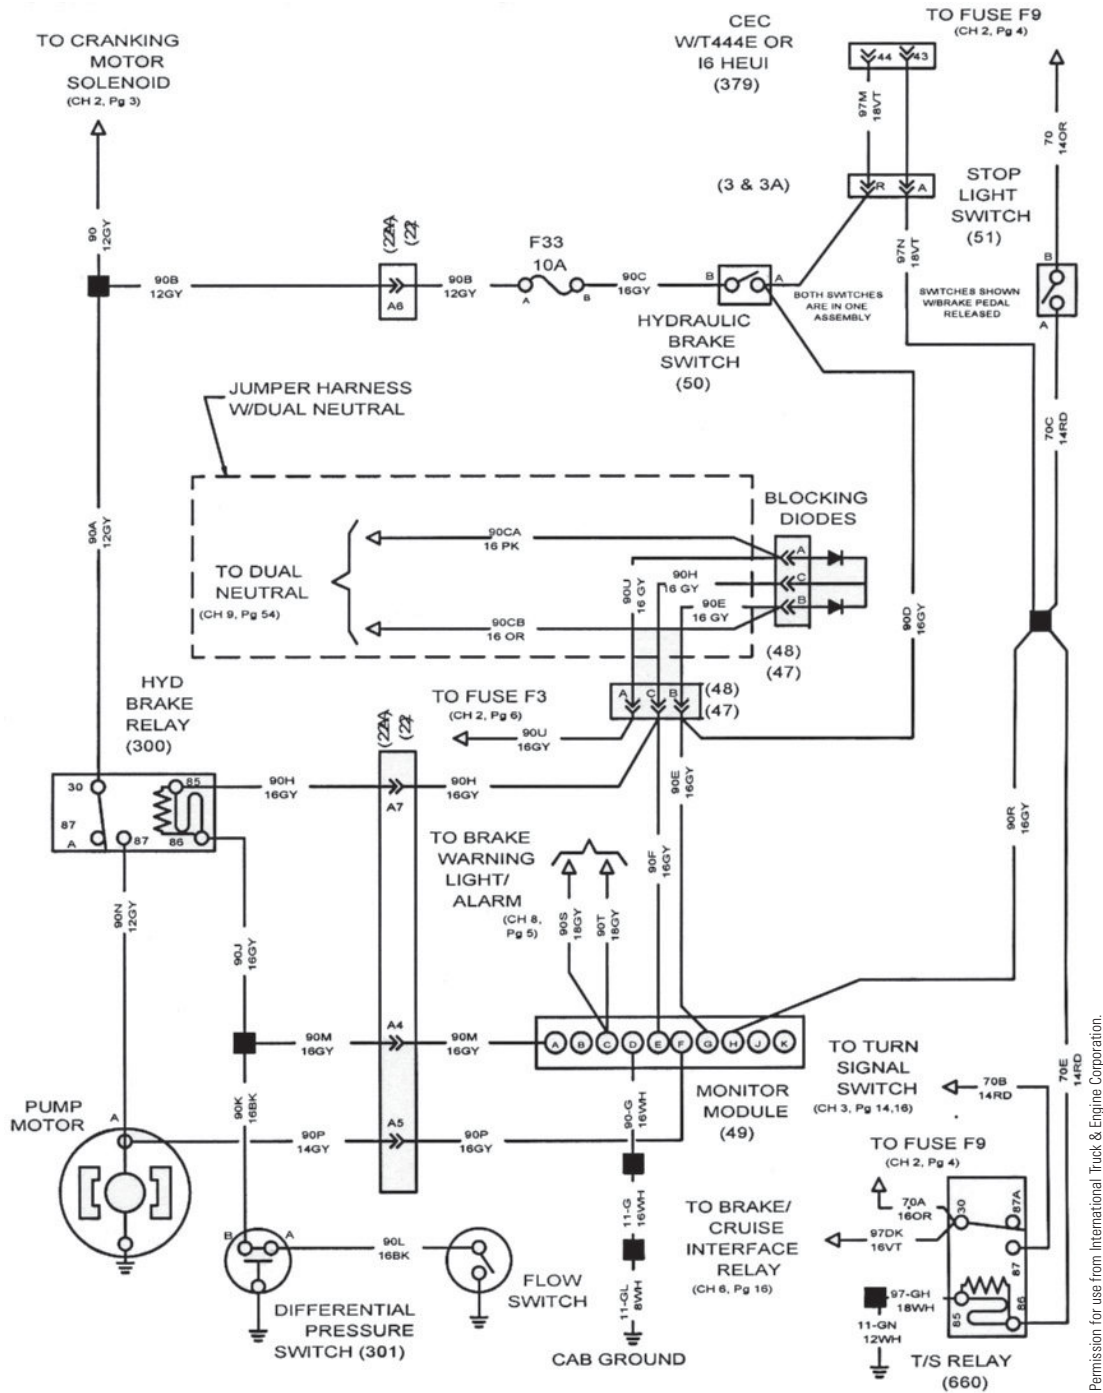 TO CRANKING
MOTOR
SOLENOID
(CH 2, Pg 3)
CEC
W/T444E OR
I6 HEUI
(379)
TO FUSE F9
(CH 2, Pg 4)
44
43
97M
18VT
70
14OR
(3 & 3A)
R
A
STOP
LIGHT
SWITCH
(51)
90
12GY
(22)
F33
10A
97N
18VT
90B
12GY
A6
90B
12GY
A
B
90C
16GY
B
A
BOTH SWITCHES
ARE IN ONE
ASSEMBLY
SWITCHES SHOWN
W/BRAKE PEDAL
RELEASED
B
A
HYDRAULIC
BRAKE
SWITCH
(50)
JUMPER HARNESS
W/DUAL NEUTRAL
70C
14RD
90A
12GY
BLOCKING
DIODES
90CA
16 PK
A
C
B
TO DUAL
NEUTRAL
(CH 9, Pg 54)
90U
16 GY
90H
16 GY
90E
16 GY
90CB
16 OR
90D
16GY
(48)
(47)
HYD
BRAKE
RELAY
(300)
TO FUSE F3
(CH 2, Pg 6)
A
C
B
(48)
(47)
90U
16GY
30
85
87
A
87
86
90H
16GY
A7
90H
16GY
90E
16GY
TO BRAKE
WARNING
LIGHT/
ALARM
(CH 8,
Pg 5)
90F
16GY
90R
16GY
90N
12GY
90S
18GY
90T
18GY
90J
16GY
90M
16GY
A4
90M
16GY
A
B
C
D
E
F
G
H
J
K
MONITOR
MODULE
(49)
TO TURN
SIGNAL
SWITCH
(CH 3, Pg 14,16)
70B
14RD
70E
14RD
PUMP
MOTOR
A
90K
16BK
90P
14GY
A5
90P
16GY
90-G
16WH
TO FUSE F9
(CH 2, Pg 4)
70A
16OR
30
87A
87
11-G
16WH
TO BRAKE/
CRUISE
INTERFACE
RELAY
(CH 6, Pg 16)
97DK
16VT
B
A
90L
16BK
FLOW
SWITCH
11-GL
8WH
97-GH
18WH
85
86
11-GN
12WH
DIFFERENTIAL
PRESSURE
SWITCH (301)
CAB GROUND
T/S RELAY
(660)
Permission for use from International Truck & Engine Corporation.